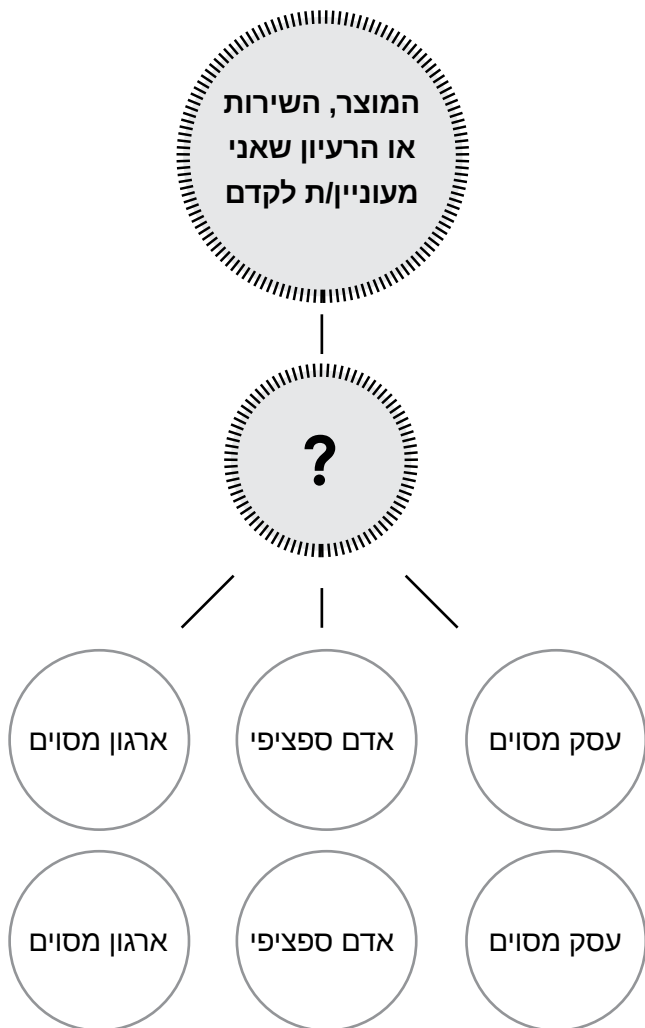 המוצר, השירות
או הרעיון שאני
מעוניין/ת לקדם
?
עסק מסוים
אדם ספציפי
ארגון מסוים
עסק מסוים
אדם ספציפי
ארגון מסוים